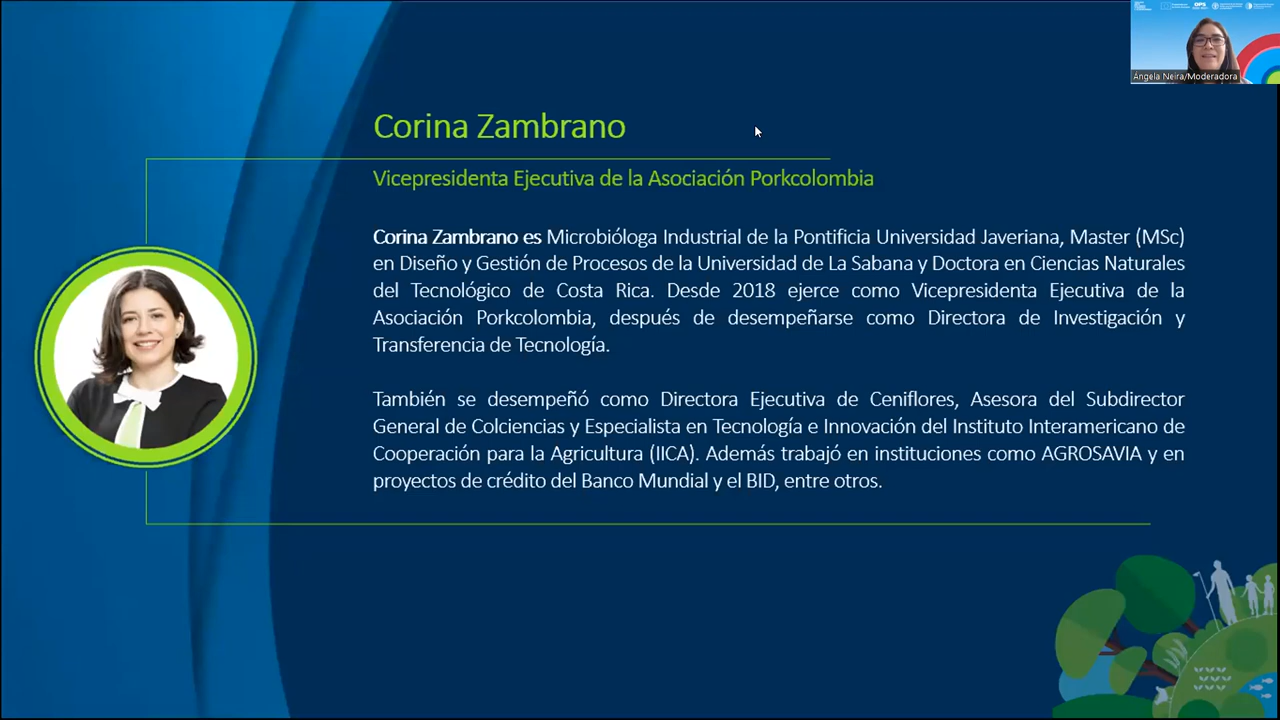 Corina Zambrano
Vicepresidenta Ejecutiva de la Asociación Porkcolombia
Corina Zambrano es Microbióloga Industrial de la Pontificia Universidad Javeriana, Master (MSc)
en Diseño y Gestión de Procesos de la Universidad de La Sabana y Doctora en Ciencias Naturales
del Tecnológico de Costa Rica. Desde 2018 ejerce como Vicepresidenta Ejecutiva de la
Asociación Porkcolombia, después de desempeñarse como Directora de Investigación y
Transferencia de Tecnología.
También se desempeñó como Directora Ejecutiva de Ceniflores, Asesora del Subdirector
General de Colciencias y Especialista en Tecnología e Innovación del Instituto Interamericano de
Cooperación para la Agricultura (IICA). Además trabajó en instituciones como AGROSAVIA y en
proyectos de crédito del Banco Mundial y el BID, entre otros.
OPS
Ángela Neira/Moderadora